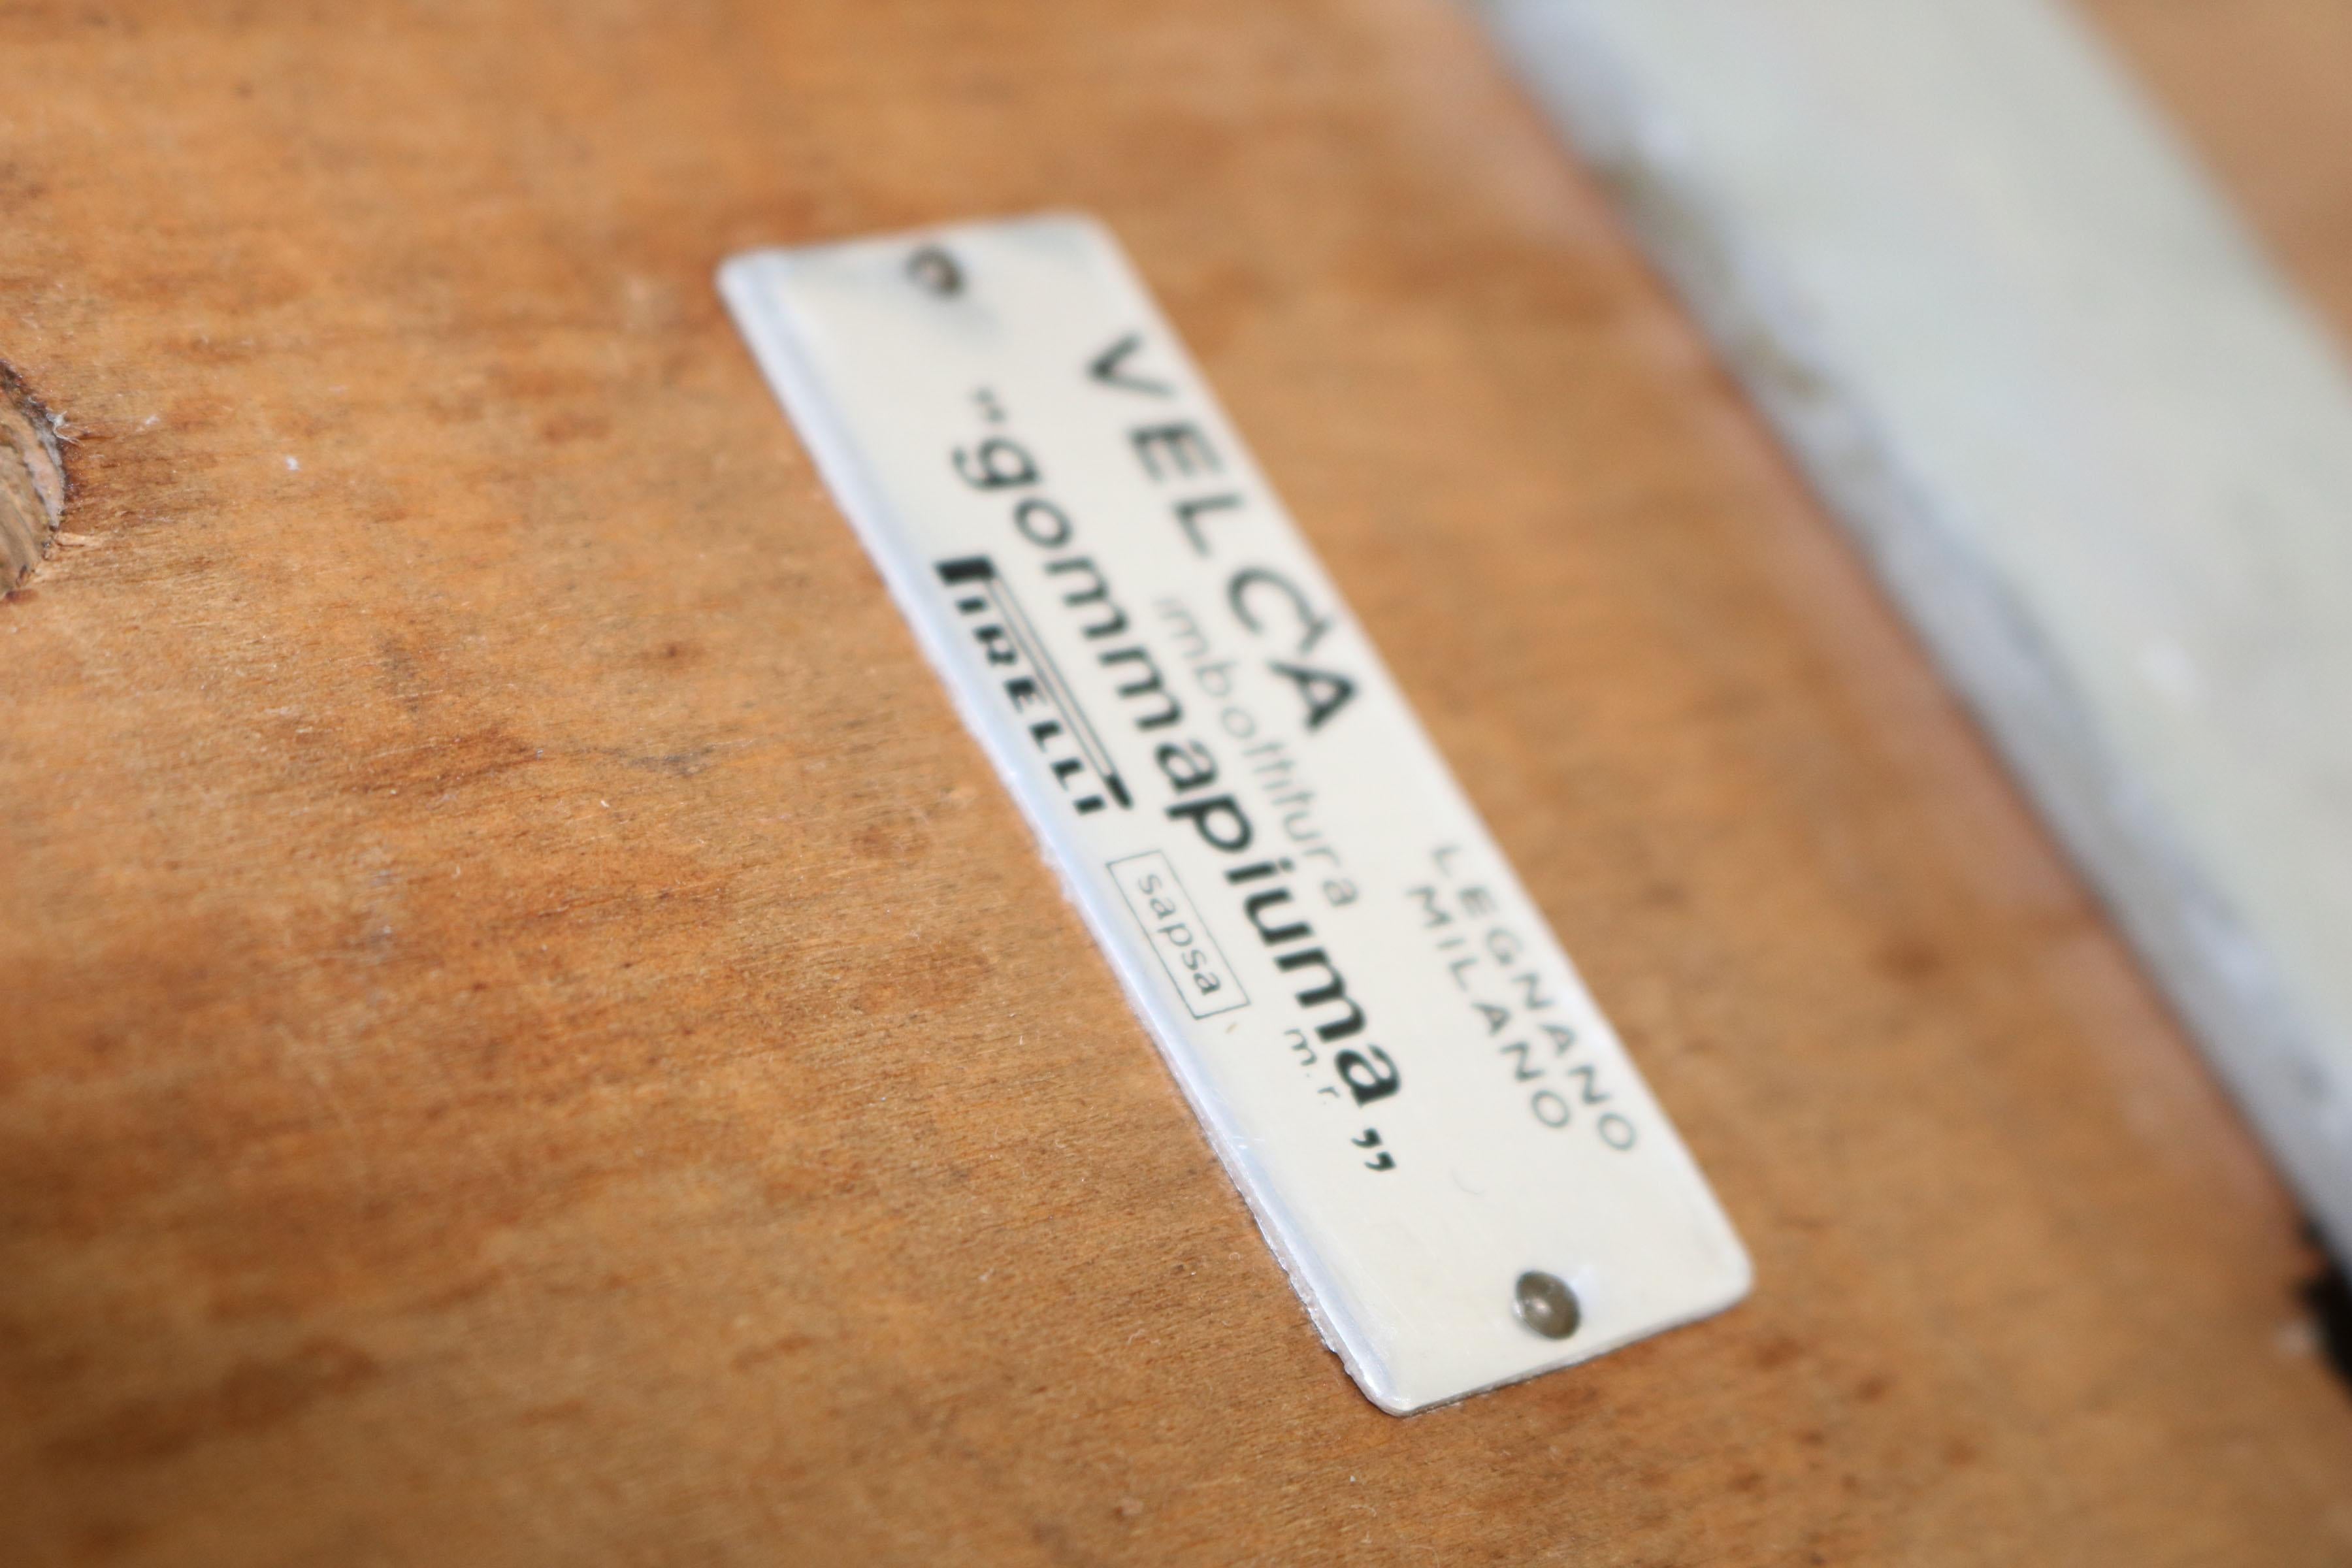 VELCA
LEGNANO
MILANO
imbottitura
"gommapiuma"
m.r.
PIRELLI sapsa